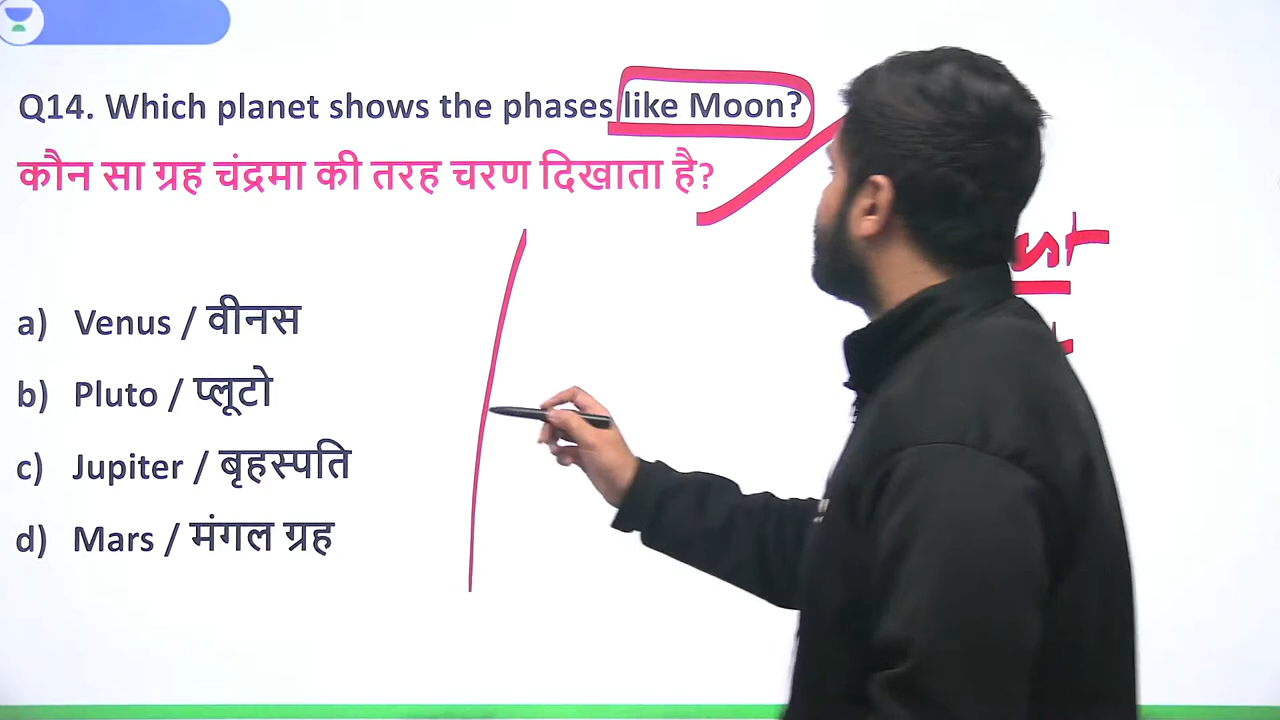 Q14. Which planet shows the phases like Moon?
कौन सा ग्रह चंद्रमा की तरह चरण दिखाता है?
a) Venus / वीनस
b) Pluto / प्लूटो
c) Jupiter / बृहस्पति
d) Mars / मंगल ग्रह